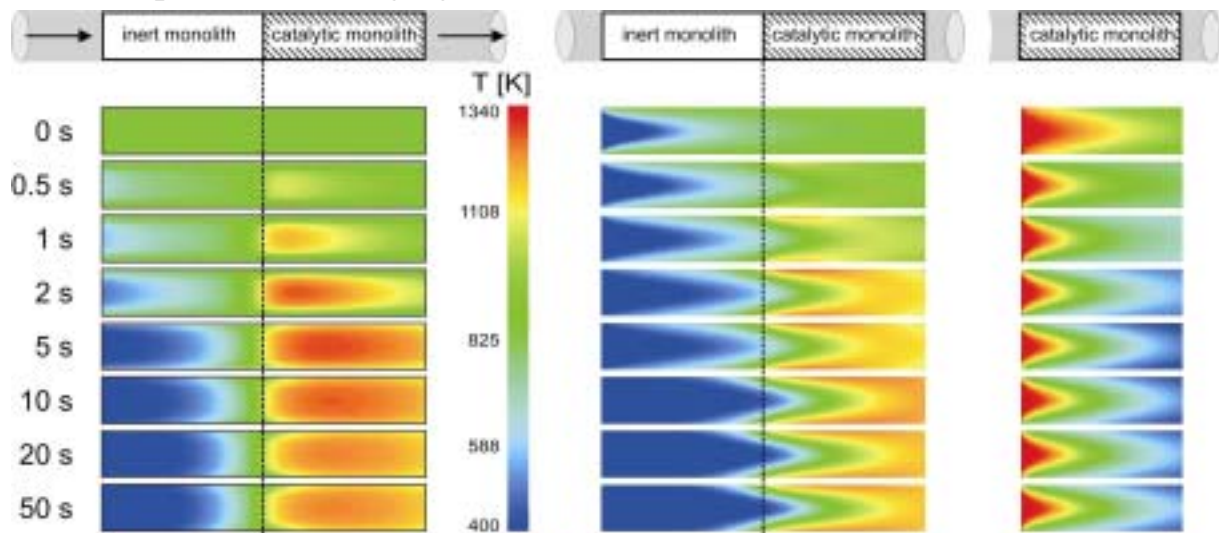 inert monolith catalytic monolith inert monolith catalytic monolith catalytic monolith
T [K]
0 s
0.5 s
1 s
2 s
5 s
10 s
20 s
50 s
1340
1108
825
588
400